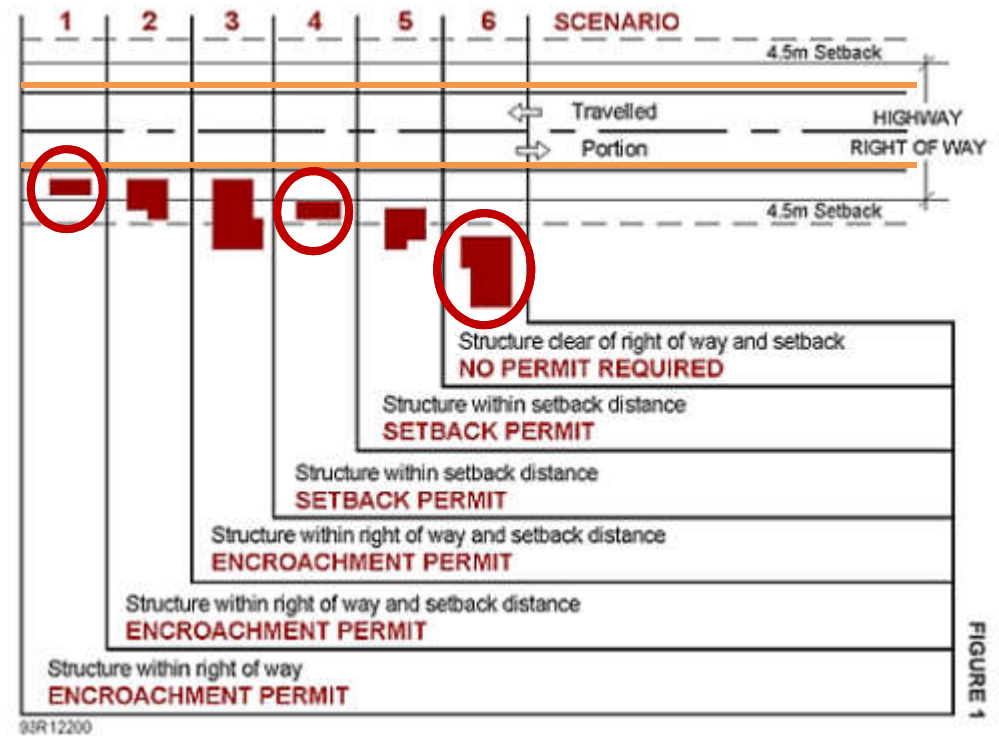 1 2 3 4 5 6 SCENARIO
4.5m Setback
Travelled
HIGHWAY
Portion
RIGHT OF WAY
4.5m Setback
Structure clear of right of way and setback
NO PERMIT REQUIRED
Structure within setback distance
SETBACK PERMIT
Structure within setback distance
SETBACK PERMIT
Structure within right of way and setback distance
ENCROACHMENT PERMIT
Structure within right of way and setback distance
ENCROACHMENT PERMIT
Structure within right of way
ENCROACHMENT PERMIT
FIGURE 1
93R12200